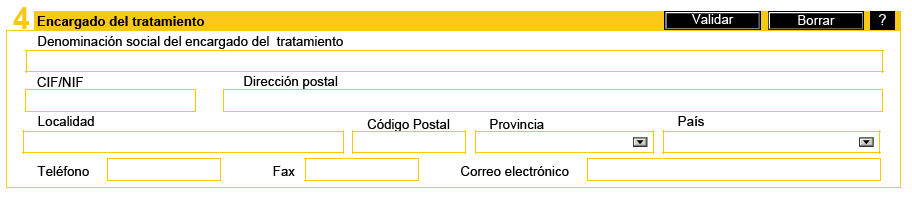 4 Encargado del tratamiento Validar Borrar ?
Denominación social del encargado del tratamiento
CIF/NIF Dirección postal
Localidad Código Postal Provincia País
Teléfono Fax Correo electrónico